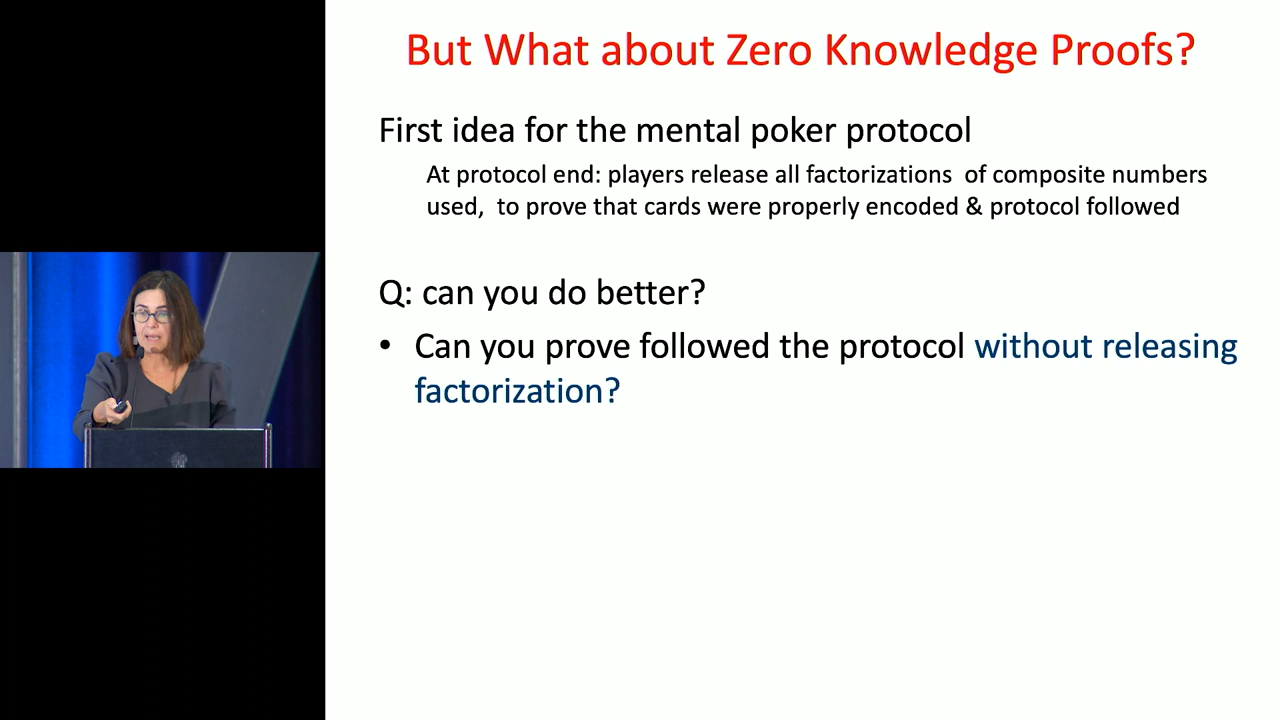 But What about Zero Knowledge Proofs?
First idea for the mental poker protocol
At protocol end: players release all factorizations of composite numbers
used, to prove that cards were properly encoded & protocol followed
Q: can you do better?
• Can you prove followed the protocol without releasing
factorization?